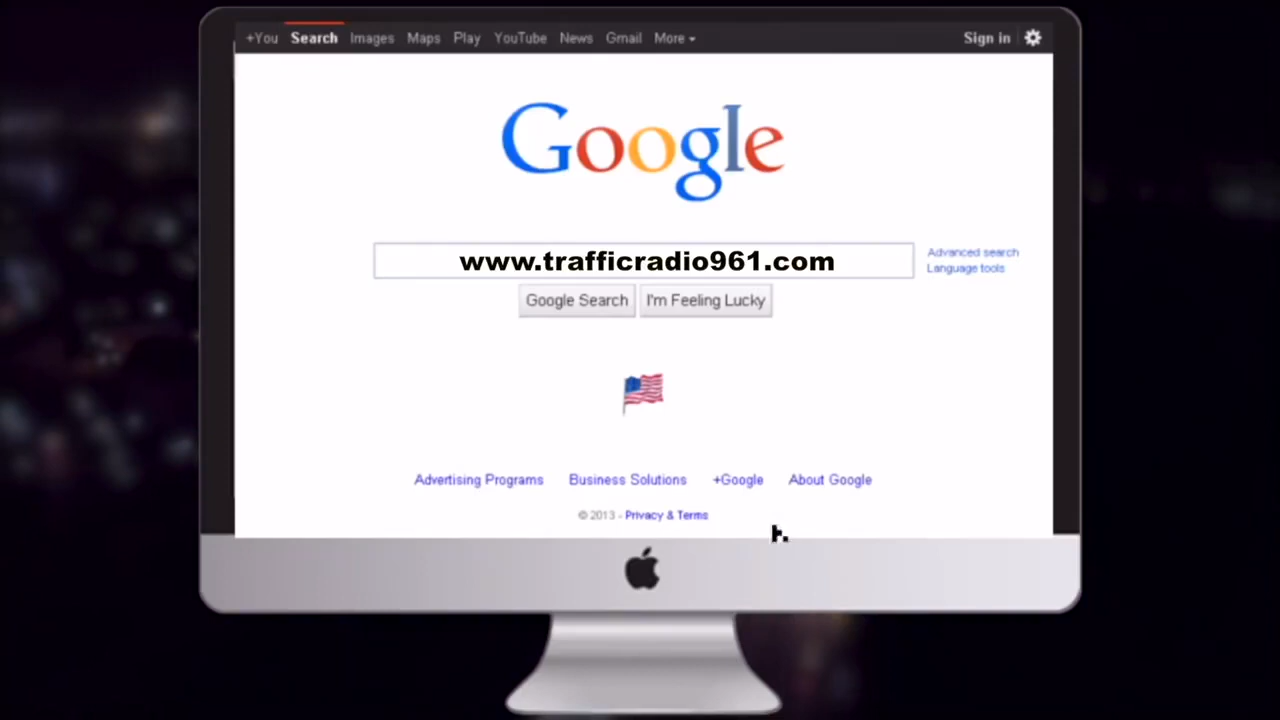 +You Search Images Maps Play YouTube News Gmail More Sign in
Google
www.trafficradio961.com
Advanced search
Language tools
Google Search I'm Feeling Lucky
Advertising Programs Business Solutions +Google About Google
© 2013 - Privacy & Terms